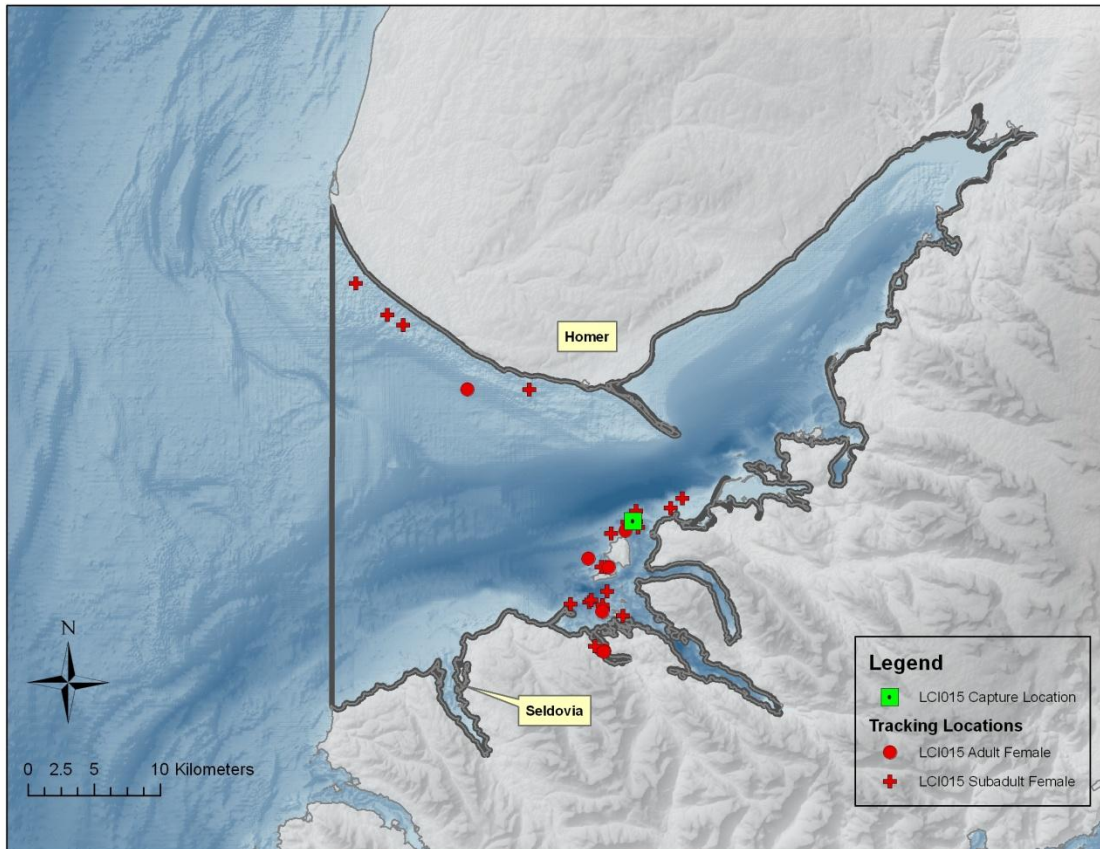 Homer
Seldovia
N
0 2.5 5 10 Kilometers
Legend
LCI015 Capture Location
Tracking Locations
LCI015 Adult Female
LCI015 Subadult Female